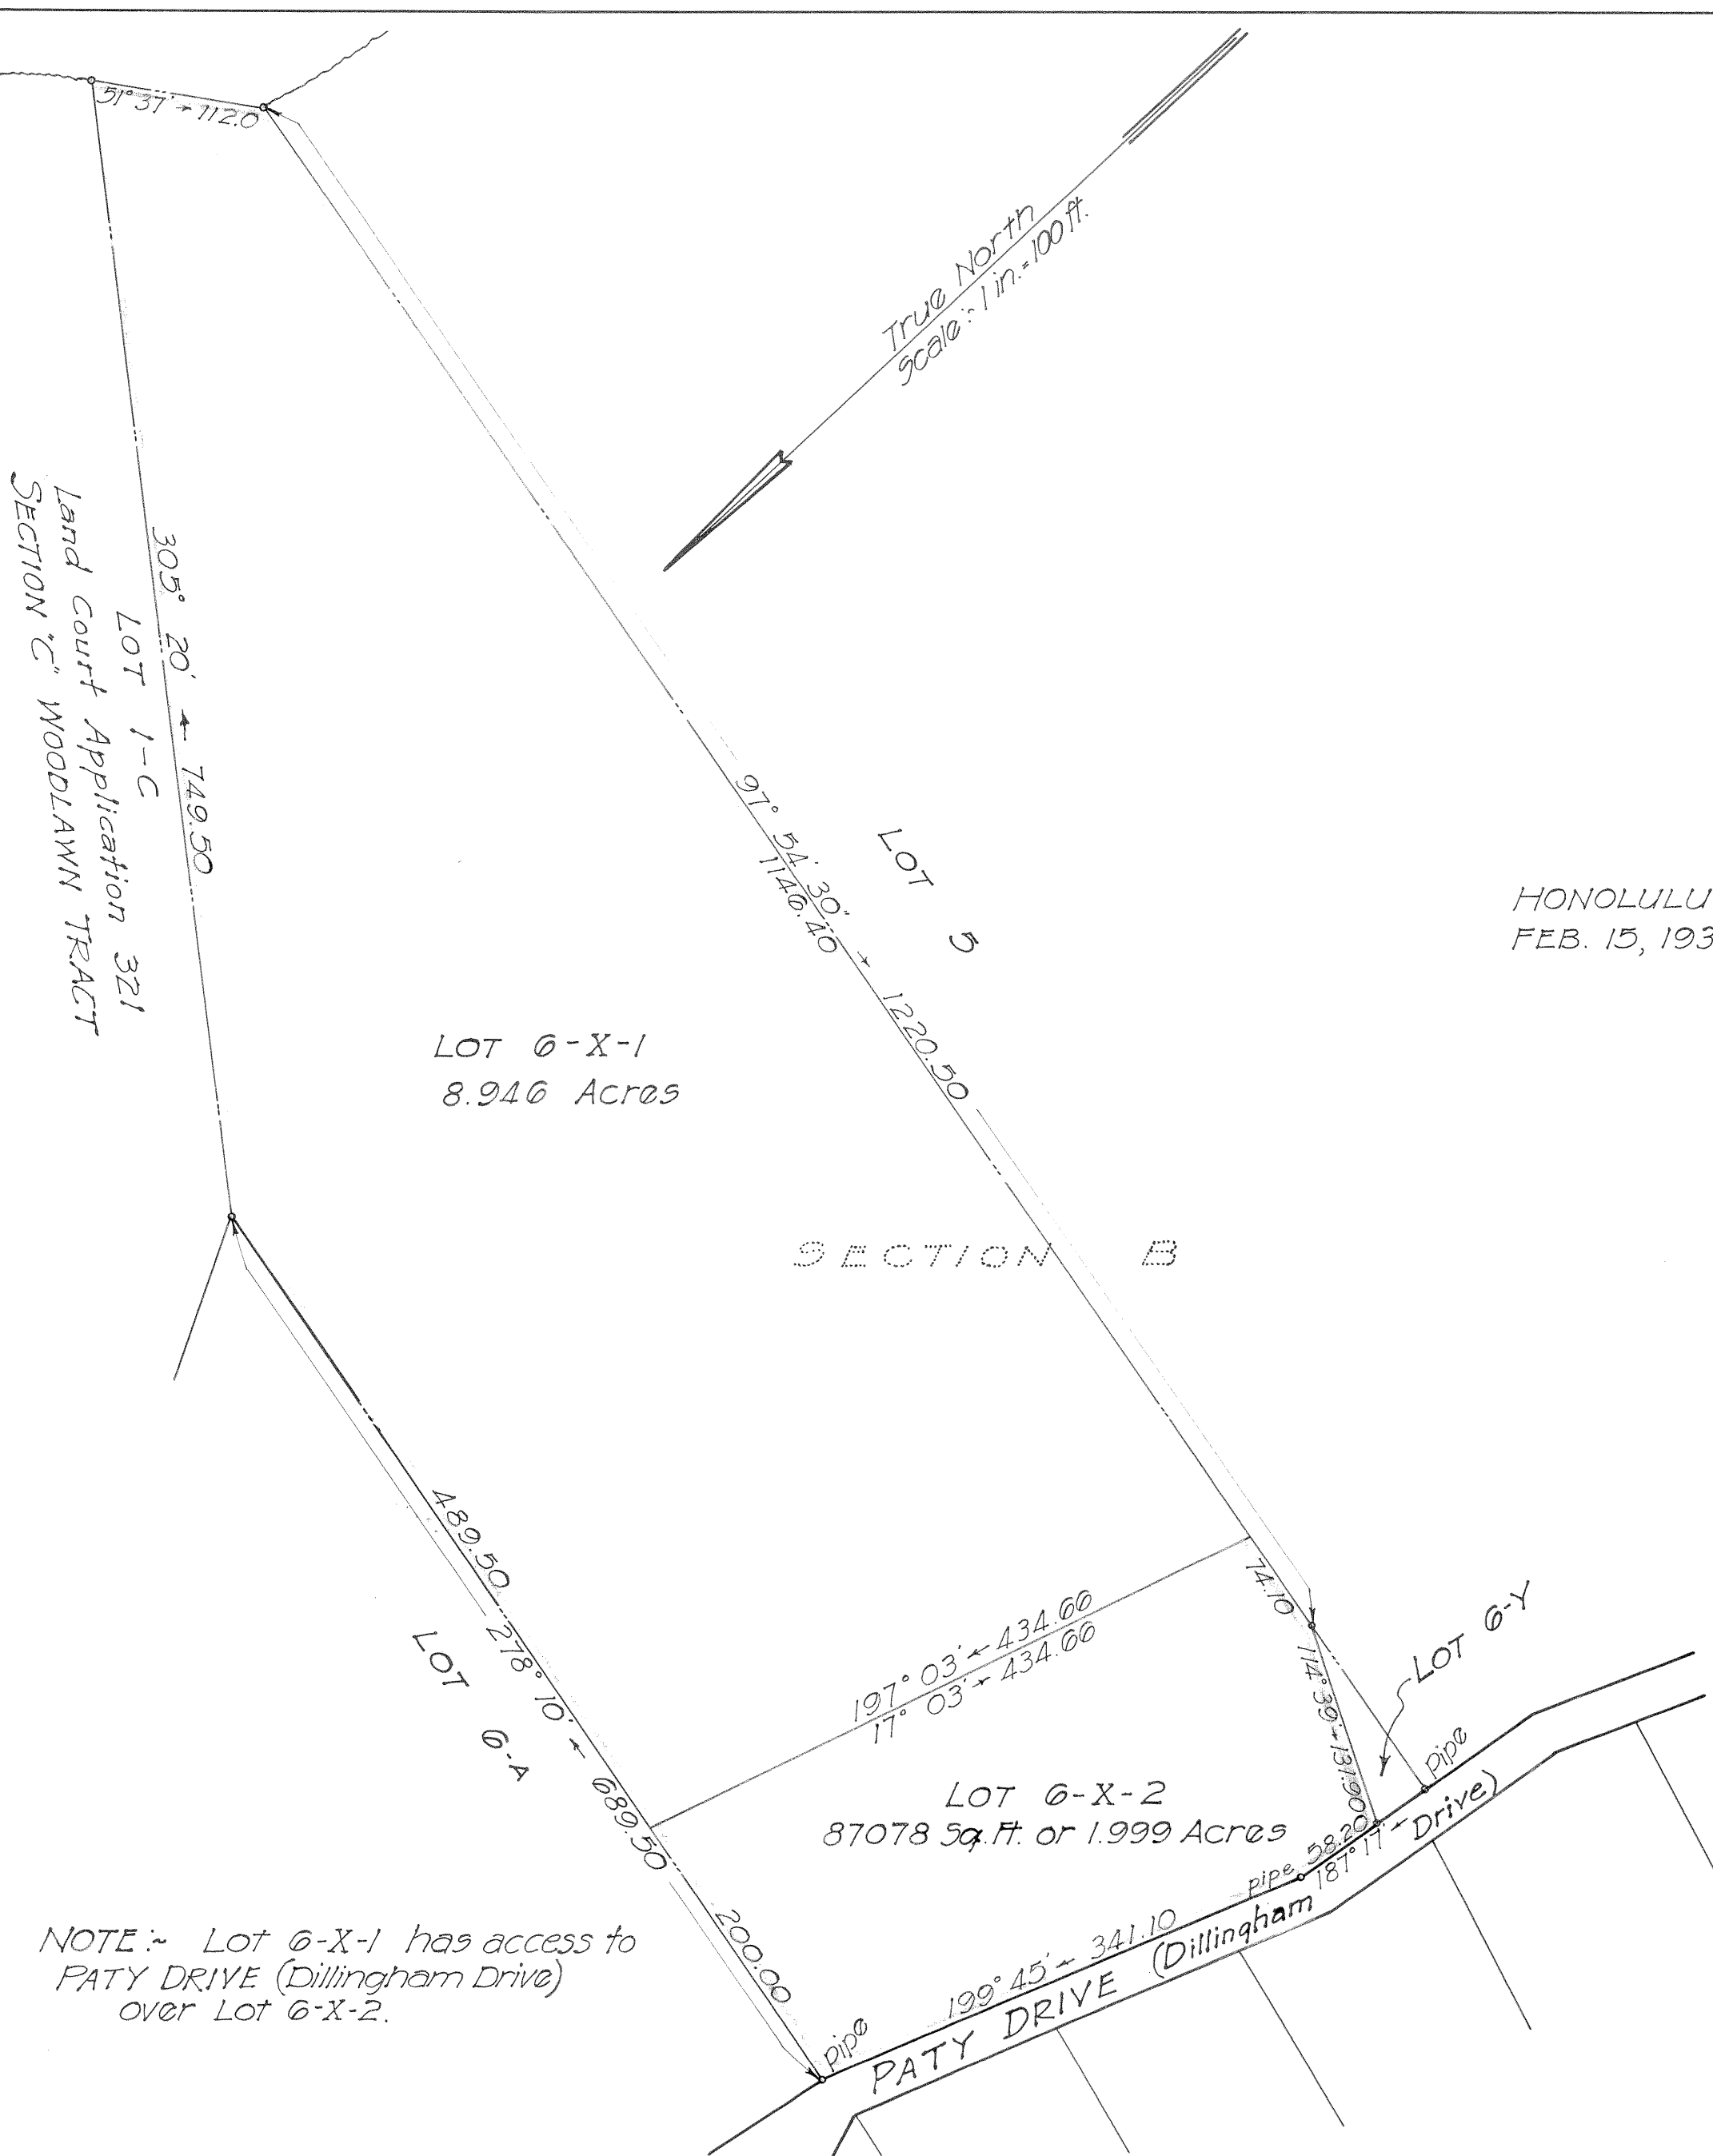 51° 37' 112.0
True North
Scale:- 1 in. = 100 ft.
305° 20' 749.50
LOT 1-C
Land Court Application 321
SECTION "C" WOODLAWN TRACT
97° 54' 30" 1220.50
1146.40
LOT 5
HONOLULU
FEB. 15, 193
LOT 6-X-1
8.946 Acres
SECTION B
489.50
278° 10' 689.50
LOT 6-A
200.00
197° 03' 434.66
17° 03' 434.66
74.10
114° 39' 131.90
LOT 6-Y
LOT 6-X-2
87078 Sq. Ft. or 1.999 Acres
pipe
58.20
187° 17'
pipe
199° 45' 341.10
pipe
PATY DRIVE (Dillingham Drive)
NOTE:- Lot 6-X-1 has access to
PATY DRIVE (Dillingham Drive)
over Lot 6-X-2.